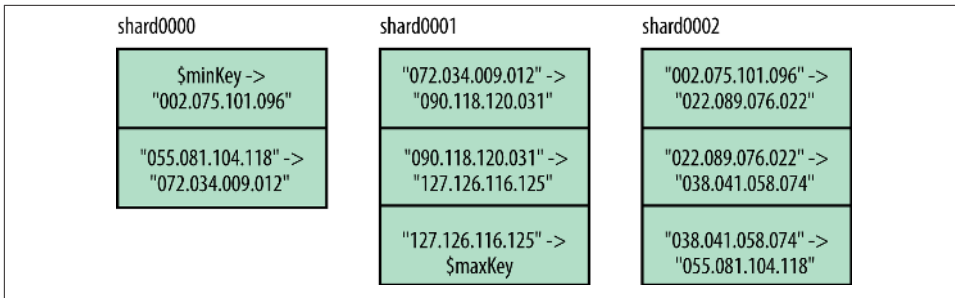 shard0000
$minKey ->
"002.075.101.096"
"055.081.104.118" ->
"072.034.009.012"
shard0001
"072.034.009.012" ->
"090.118.120.031"
"090.118.120.031" ->
"127.126.116.125"
"127.126.116.125" ->
$maxKey
shard0002
"002.075.101.096" ->
"022.089.076.022"
"022.089.076.022" ->
"038.041.058.074"
"038.041.058.074" ->
"055.081.104.118"